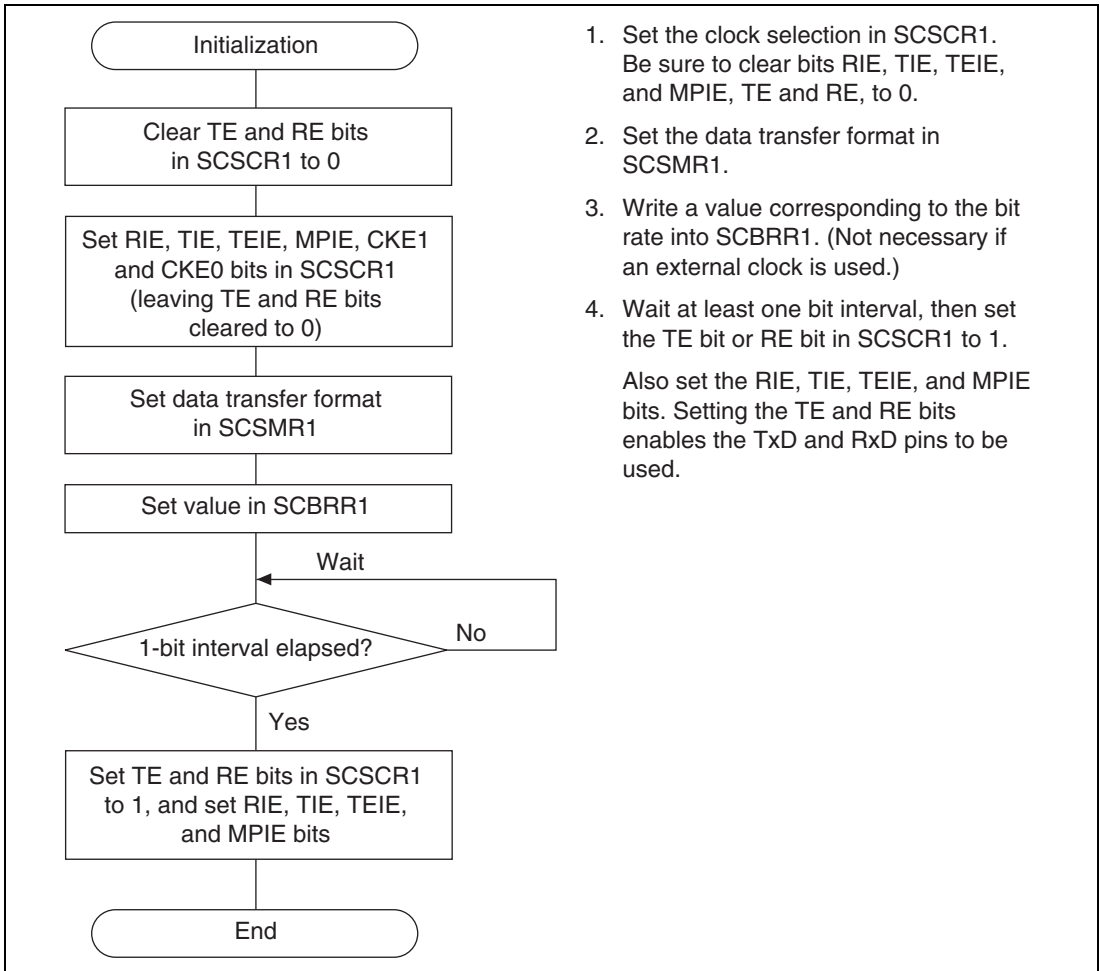 Initialization
Clear TE and RE bits
in SCSCR1 to 0
Set RIE, TIE, TEIE, MPIE, CKE1
and CKE0 bits in SCSCR1
(leaving TE and RE bits
cleared to 0)
Set data transfer format
in SCSMR1
Set value in SCBRR1
Wait
1-bit interval elapsed?
No
Yes
Set TE and RE bits in SCSCR1
to 1, and set RIE, TIE, TEIE,
and MPIE bits
End
1. Set the clock selection in SCSCR1.
Be sure to clear bits RIE, TIE, TEIE,
and MPIE, TE and RE, to 0.
2. Set the data transfer format in
SCSMR1.
3. Write a value corresponding to the bit
rate into SCBRR1. (Not necessary if
an external clock is used.)
4. Wait at least one bit interval, then set
the TE bit or RE bit in SCSCR1 to 1.
Also set the RIE, TIE, TEIE, and MPIE
bits. Setting the TE and RE bits
enables the TxD and RxD pins to be
used.